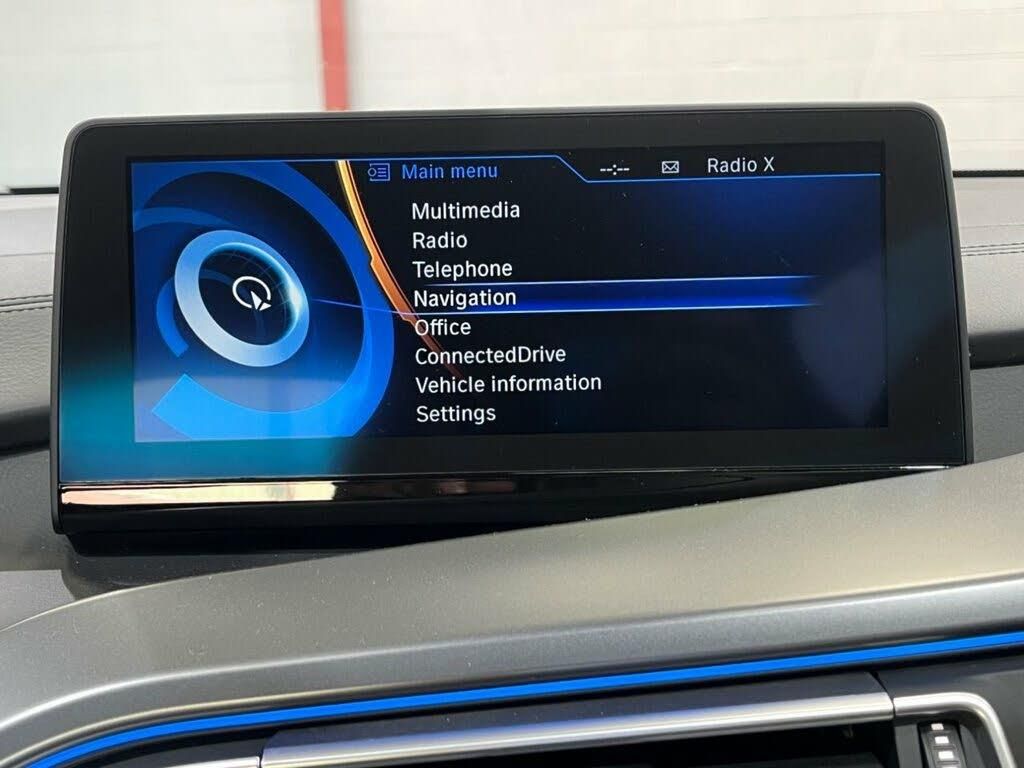 Main menu --:-- Radio X
Multimedia
Radio
Telephone
Navigation
Office
ConnectedDrive
Vehicle information
Settings